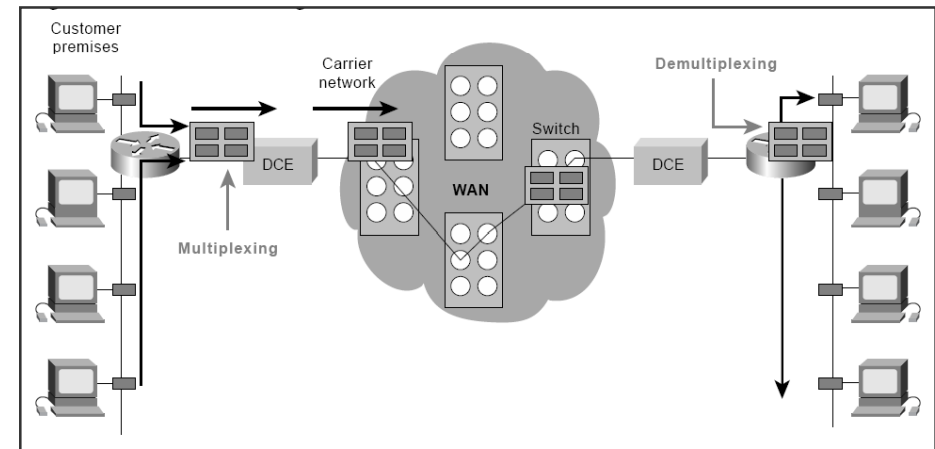 Customer
premises
Carrier
network
Demultiplexing
Switch
DCE
WAN
DCE
Multiplexing